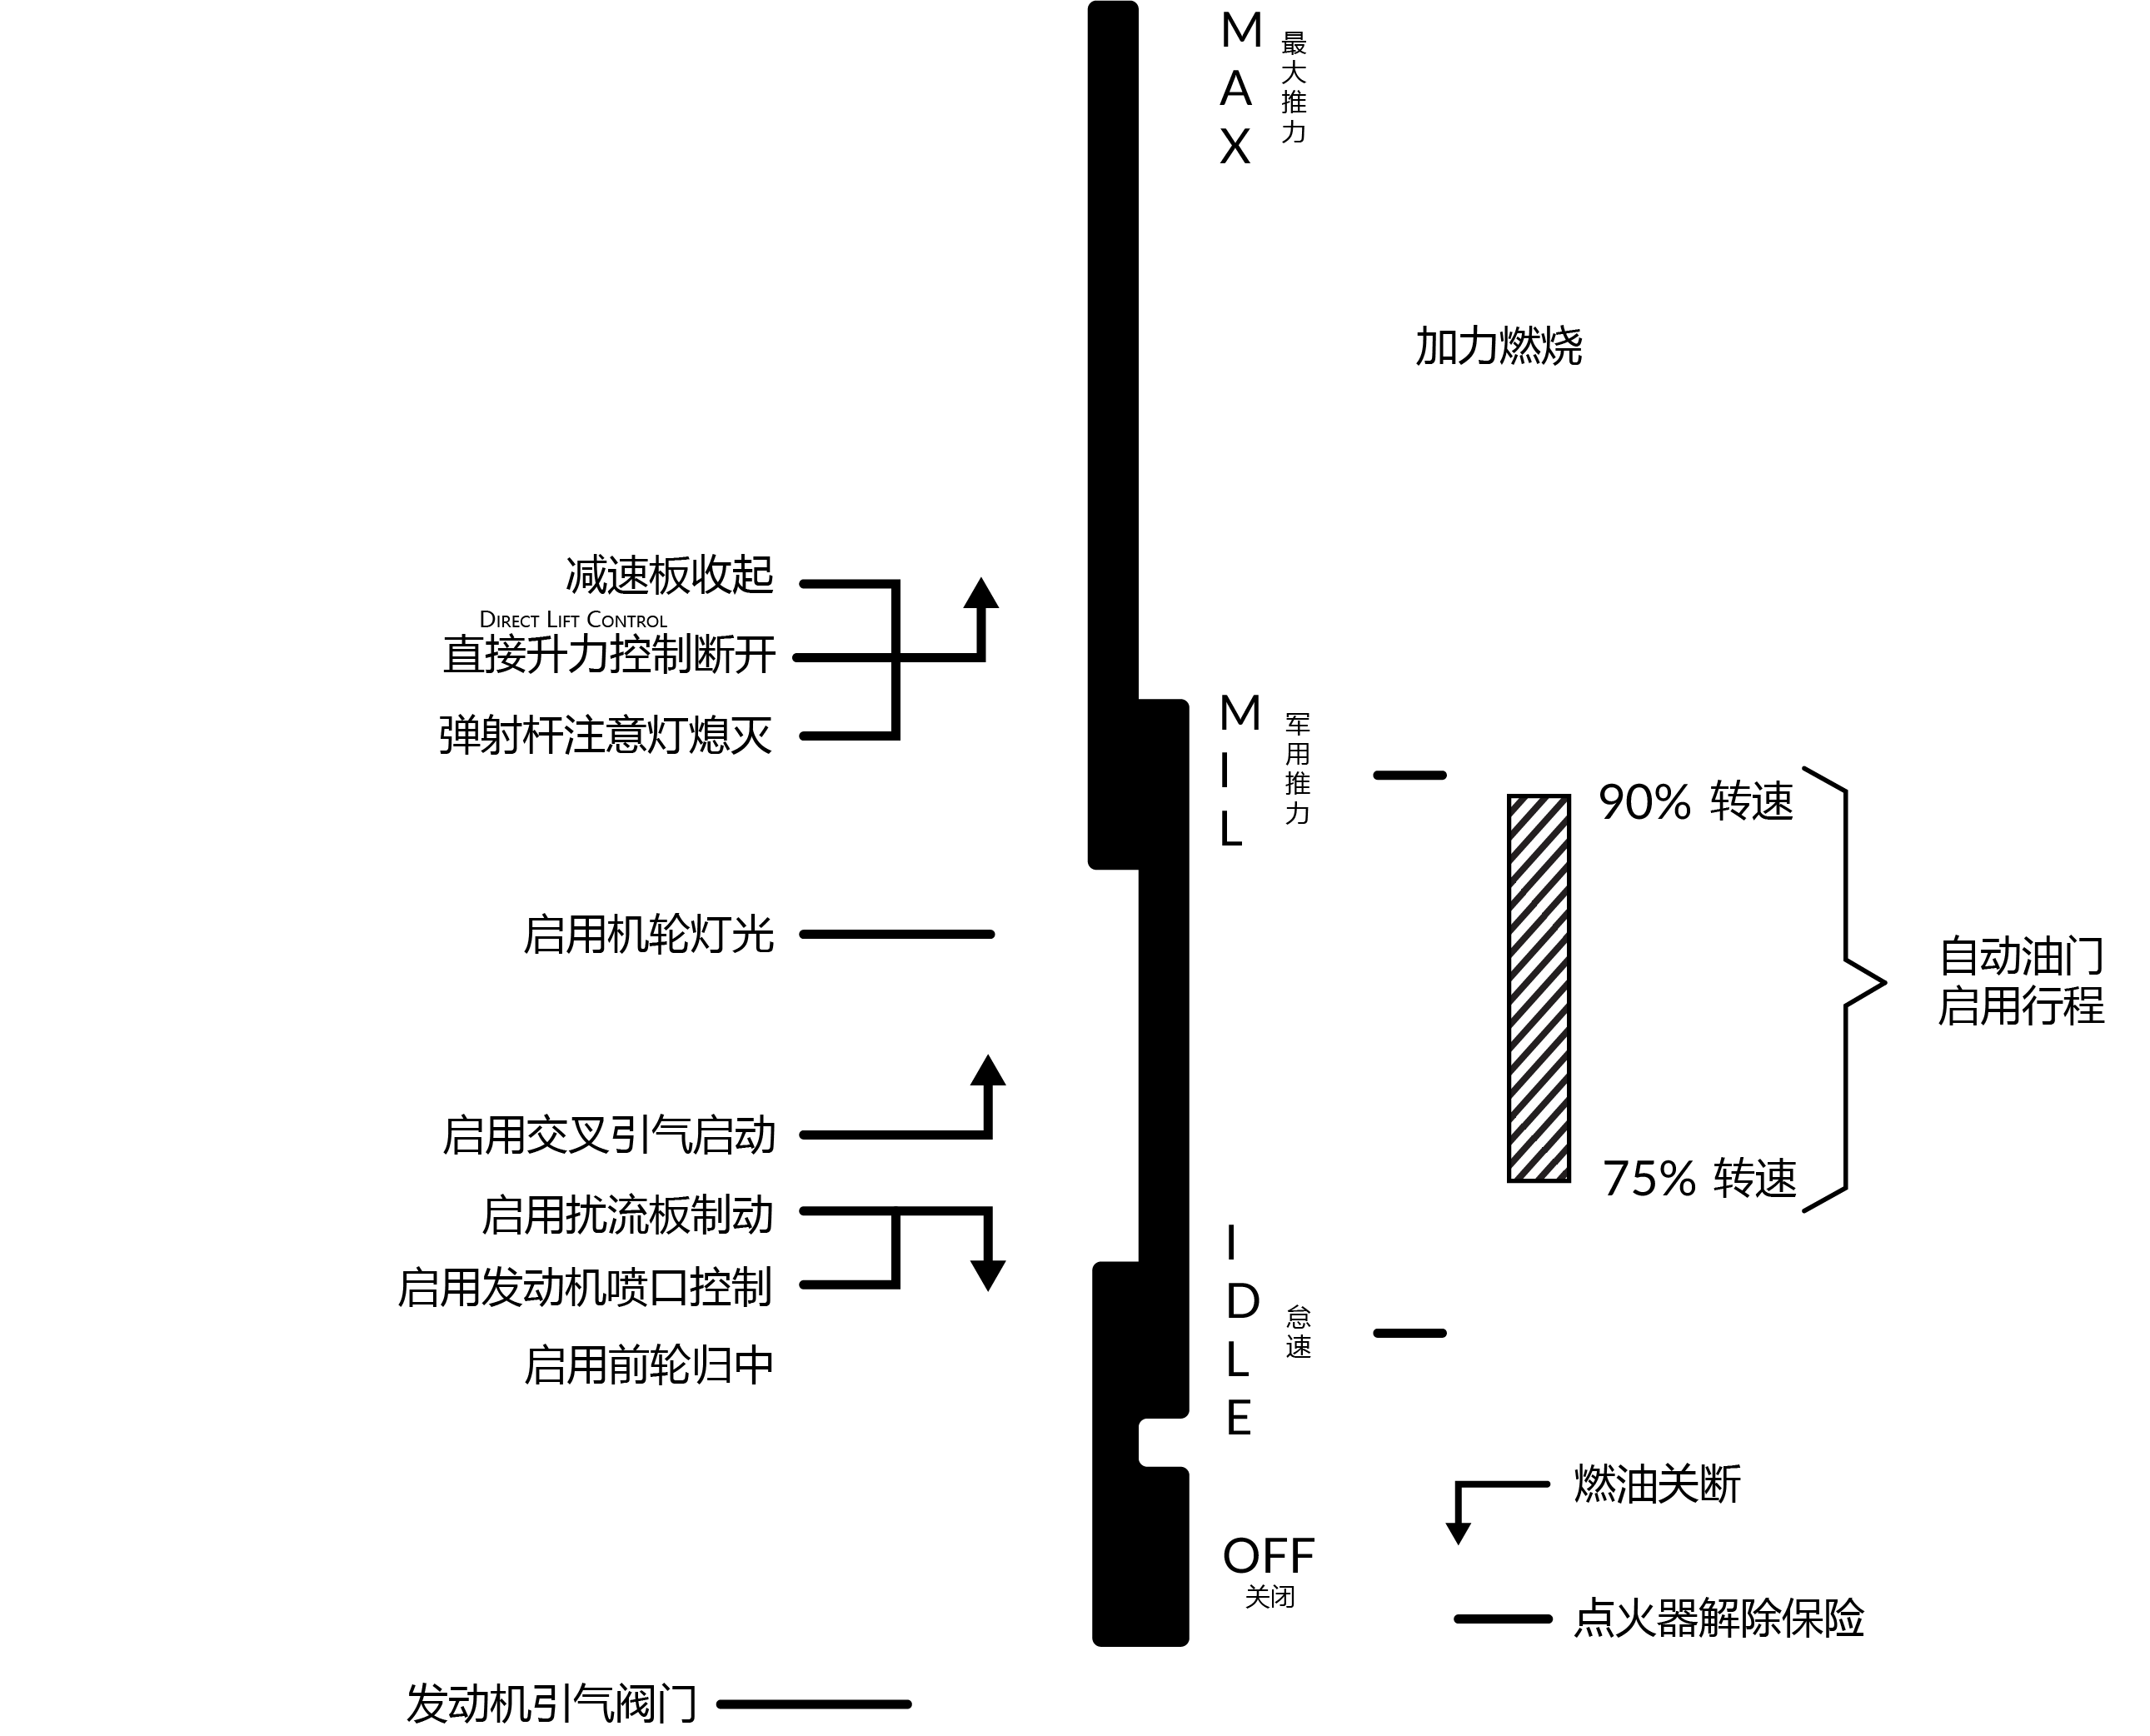 MAX
最大推力
加力燃烧
减速板收起
DIRECT LIFT CONTROL
直接升力控制断开
弹射杆注意灯熄灭
MIL
军用推力
90% 转速
启用机轮灯光
自动油门
启用行程
启用交叉引气启动
75% 转速
启用扰流板制动
启用发动机喷口控制
启用前轮归中
IDLE
怠速
燃油关断
OFF
关闭
点火器解除保险
发动机引气阀门